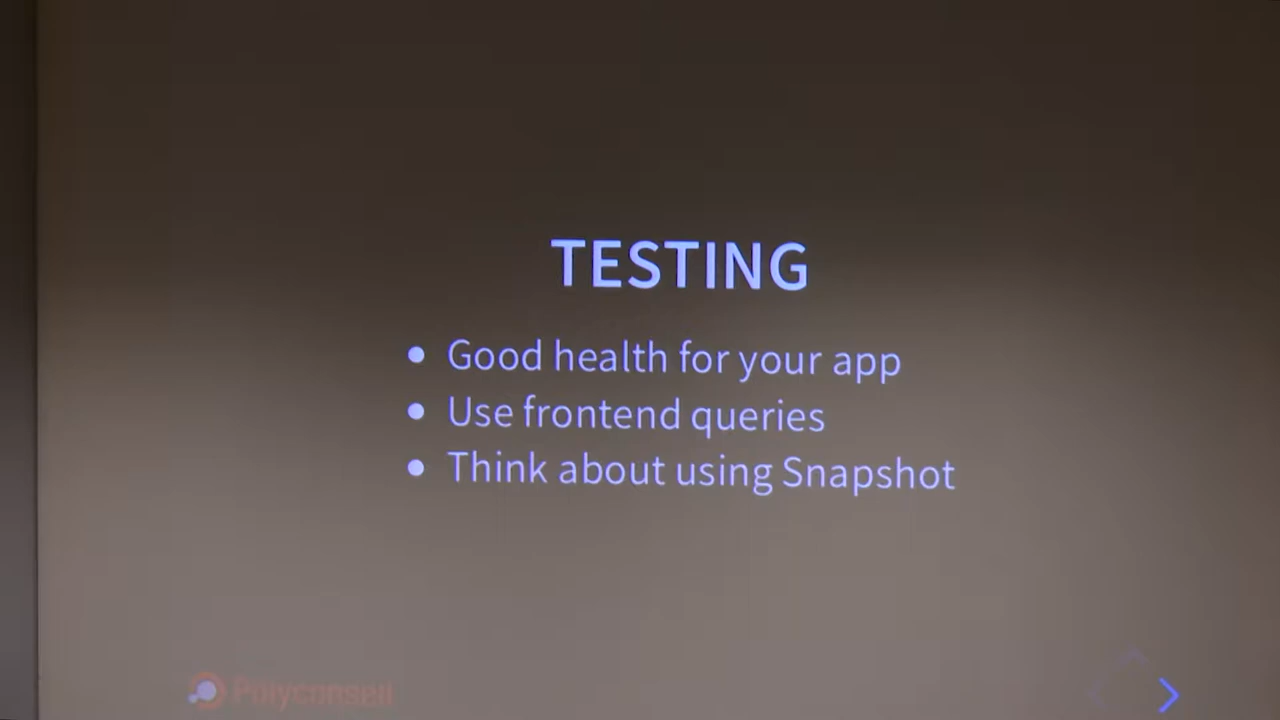 TESTING
Good health for your app
Use frontend queries
Think about using Snapshot
Polyconseil